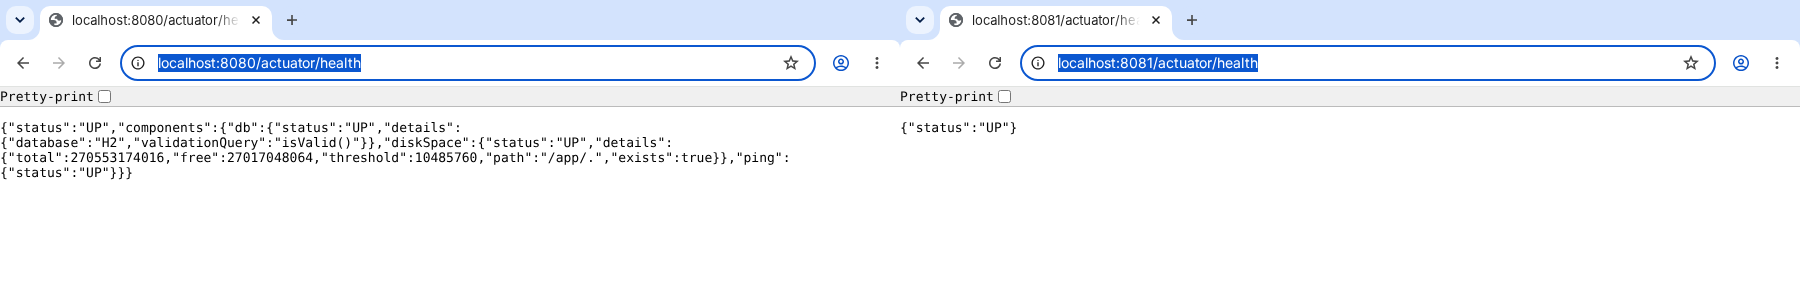 localhost:8080/actuator/he
localhost:8080/actuator/health
Pretty-print
{"status":"UP","components":{"db":{"status":"UP","details":
{"database":"H2","validationQuery":"isValid()"}},"diskSpace":{"status":"UP","details":
{"total":270553174016,"free":27017048064,"threshold":10485760,"path":"/app/.","exists":true}},"ping":
{"status":"UP"}}}
localhost:8081/actuator/hea
localhost:8081/actuator/health
Pretty-print
{"status":"UP"}